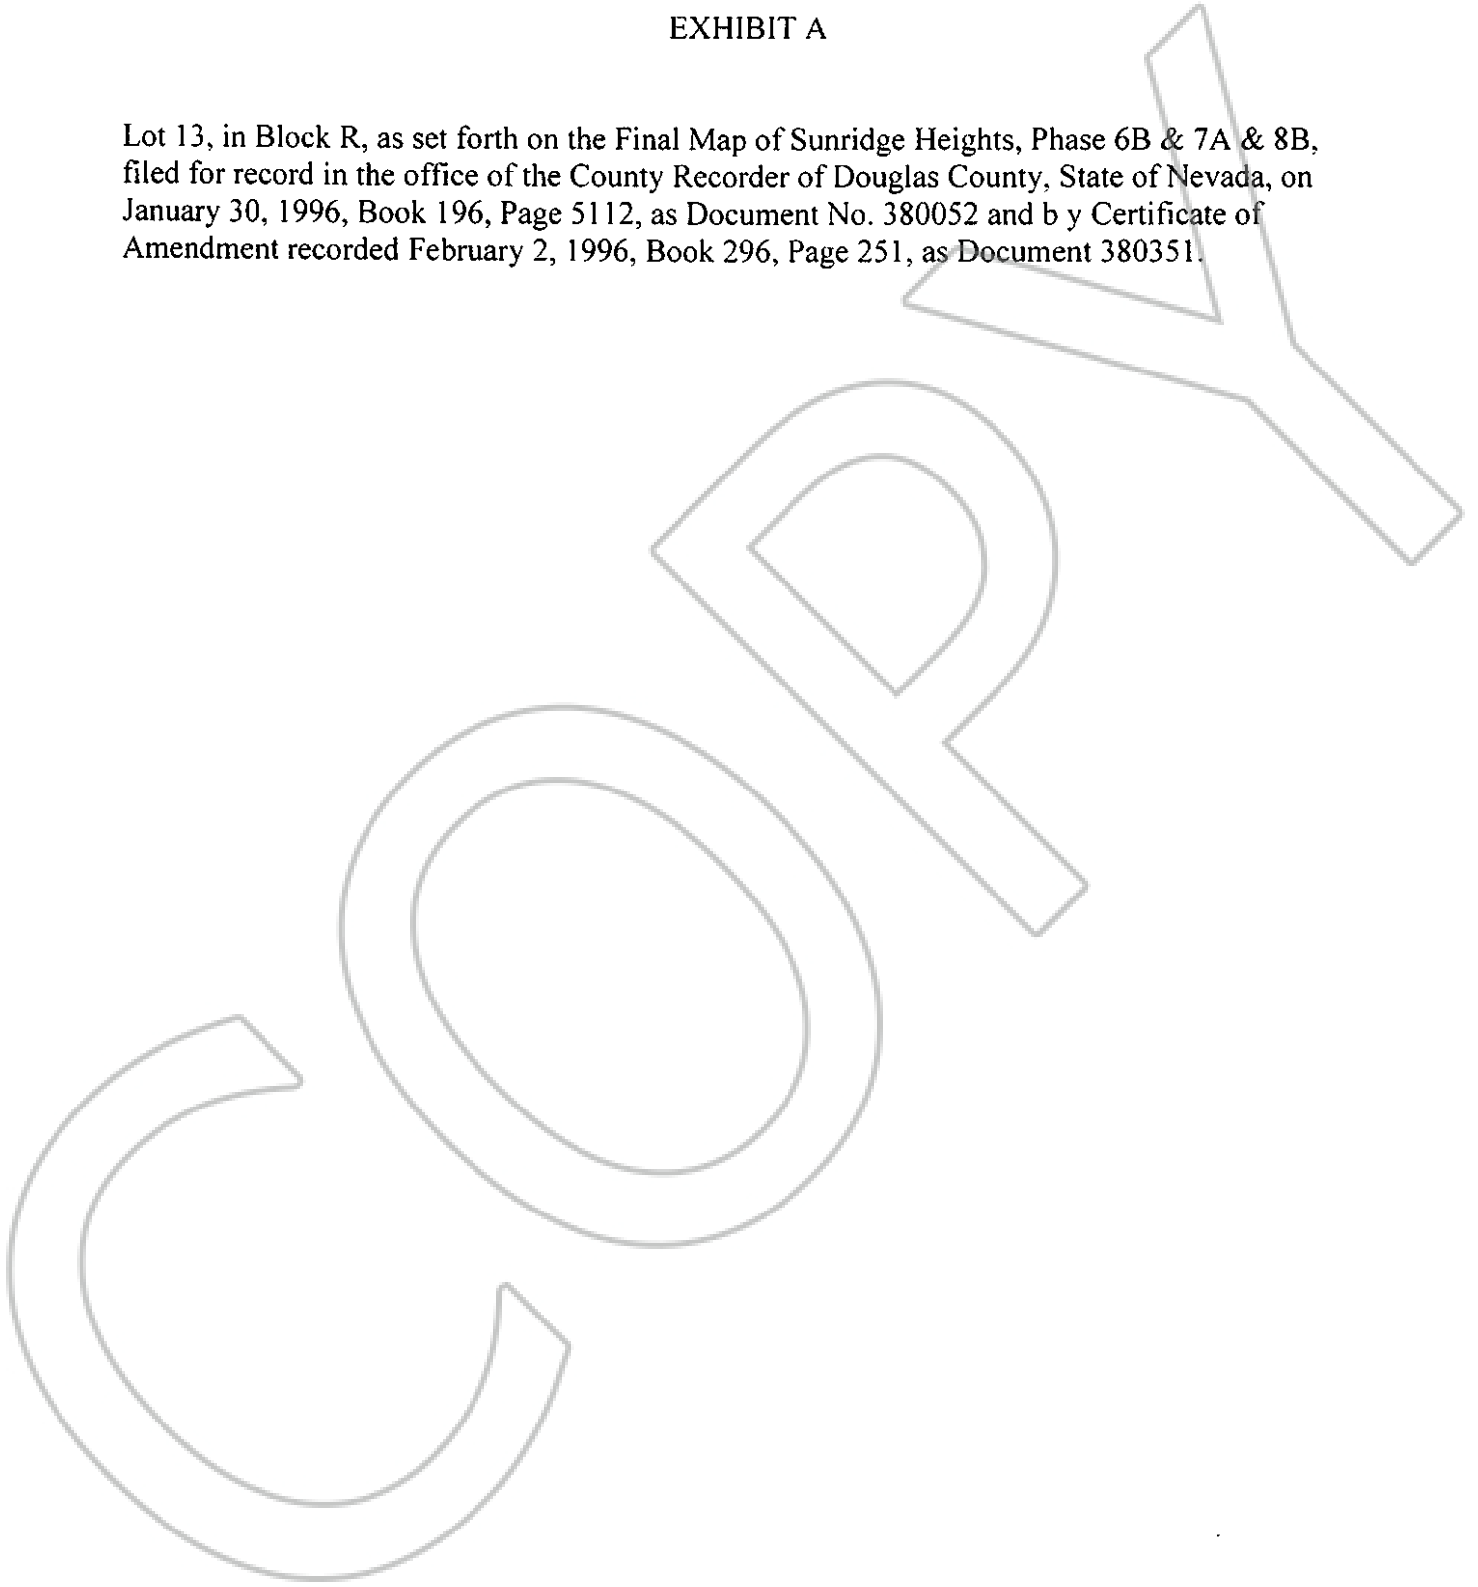 EXHIBIT A
Lot 13, in Block R, as set forth on the Final Map of Sunridge Heights, Phase 6B & 7A & 8B,
filed for record in the office of the County Recorder of Douglas County, State of Nevada, on
January 30, 1996, Book 196, Page 5112, as Document No. 380052 and b y Certificate of
Amendment recorded February 2, 1996, Book 296, Page 251, as Document 380351.
COPY